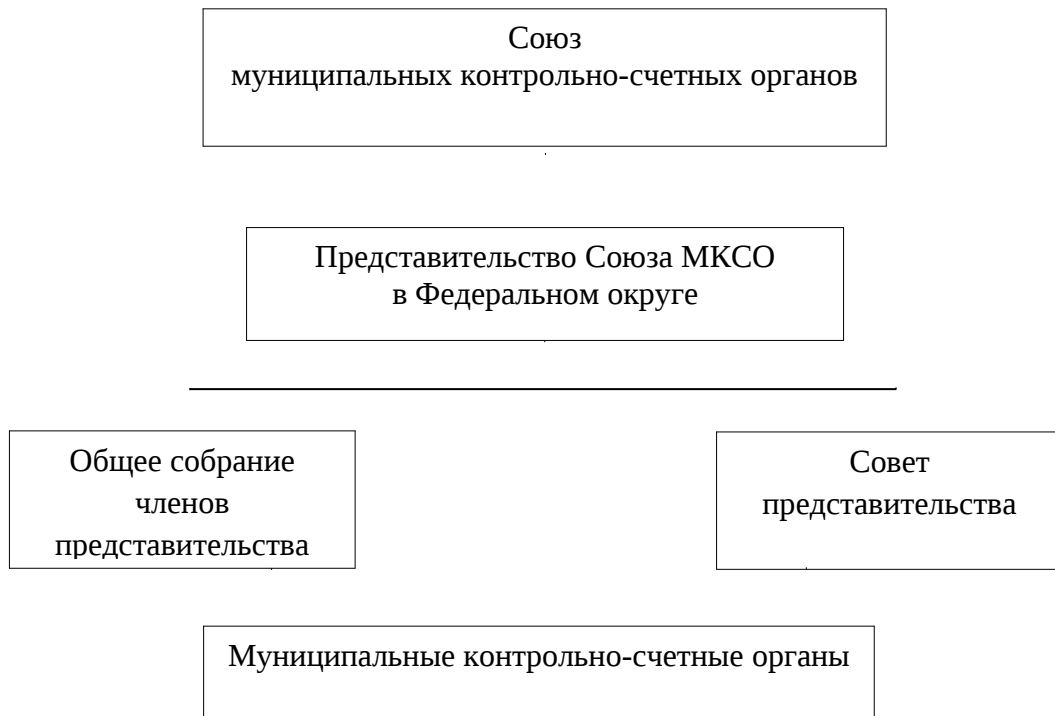 Союз
муниципальных контрольно-счетных органов
Представительство Союза МКСО
в Федеральном округе
Общее собрание
членов
представительства
Совет
представительства
Муниципальные контрольно-счетные органы